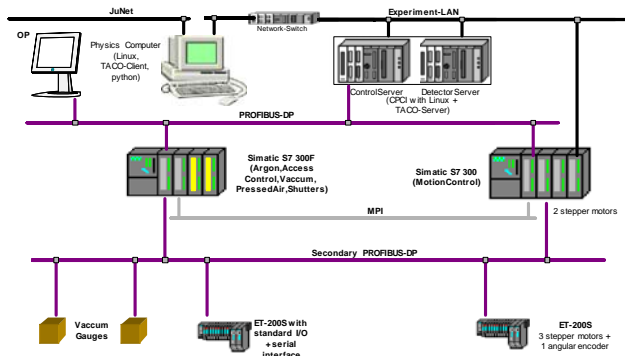 JuNet
Experiment-LAN
Network-Switch
OP
Physics Computer
(Linux,
TACO-Client,
python)
ControlServer
DetectorServer
(CPCI with Linux +
TACO-Server)
PROFIBUS-DP
Simatic S7 300F
(Argon,Access
Control,Vaccum,
PressedAir,Shutters)
Simatic S7 300
(MotionControl)
MPI
2 stepper motors
Secondary PROFIBUS-DP
Vaccum
Gauges
ET-200S with
standard I/O
+ serial
interface
ET-200S
3 stepper motors +
1 angular encoder